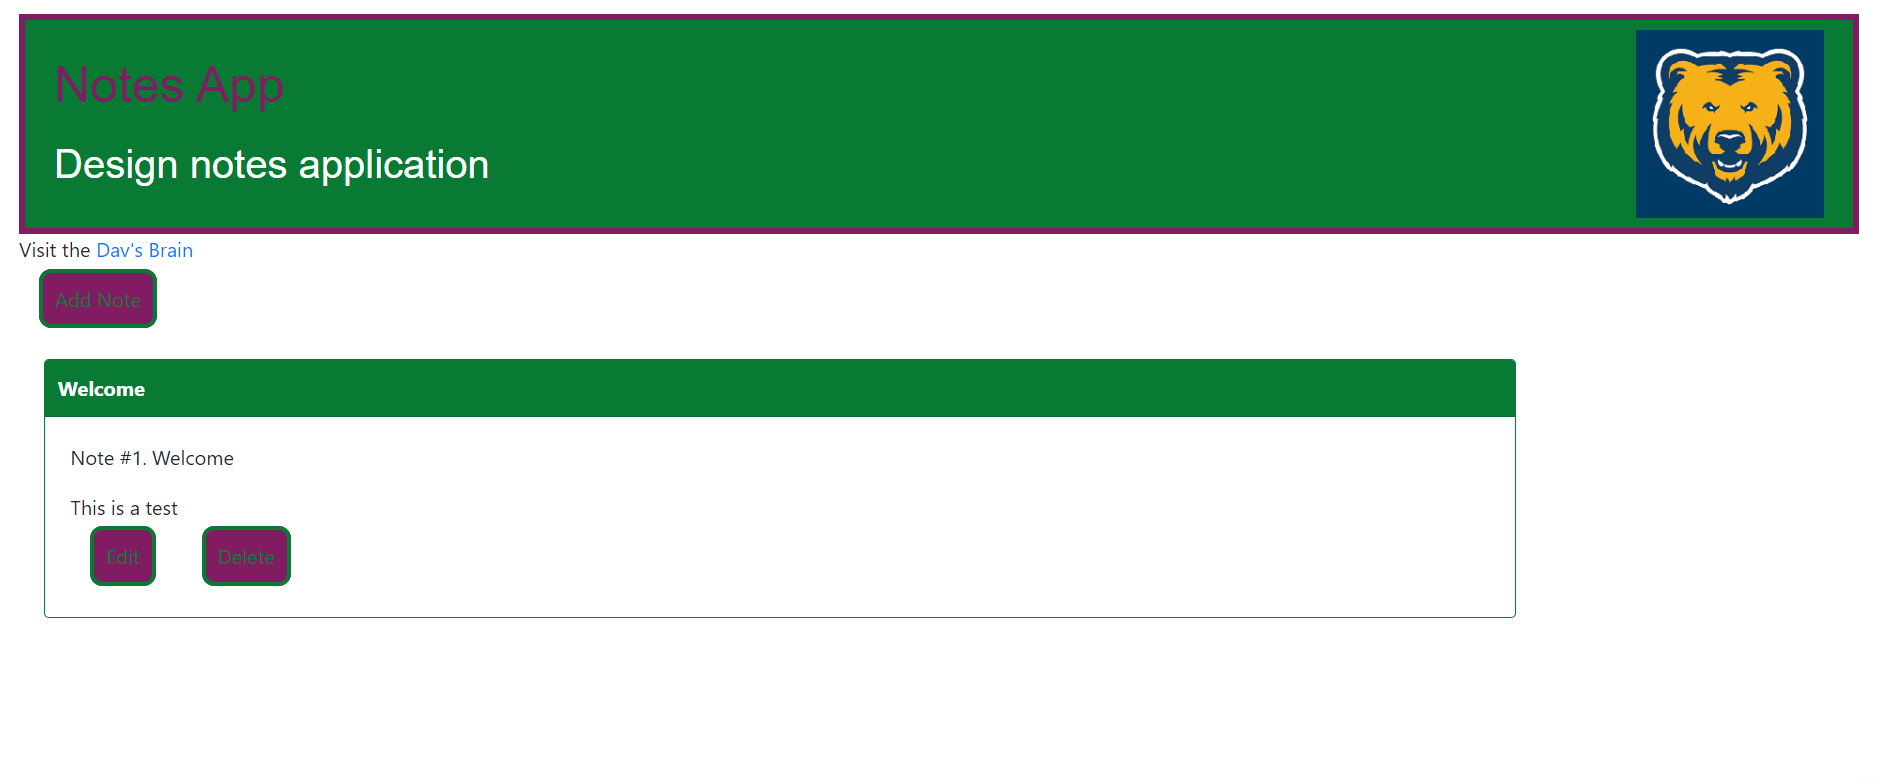 Notes App
Design notes application
Visit the Dav's Brain
Add Note
Welcome
Note #1. Welcome
This is a test
Edit Delete